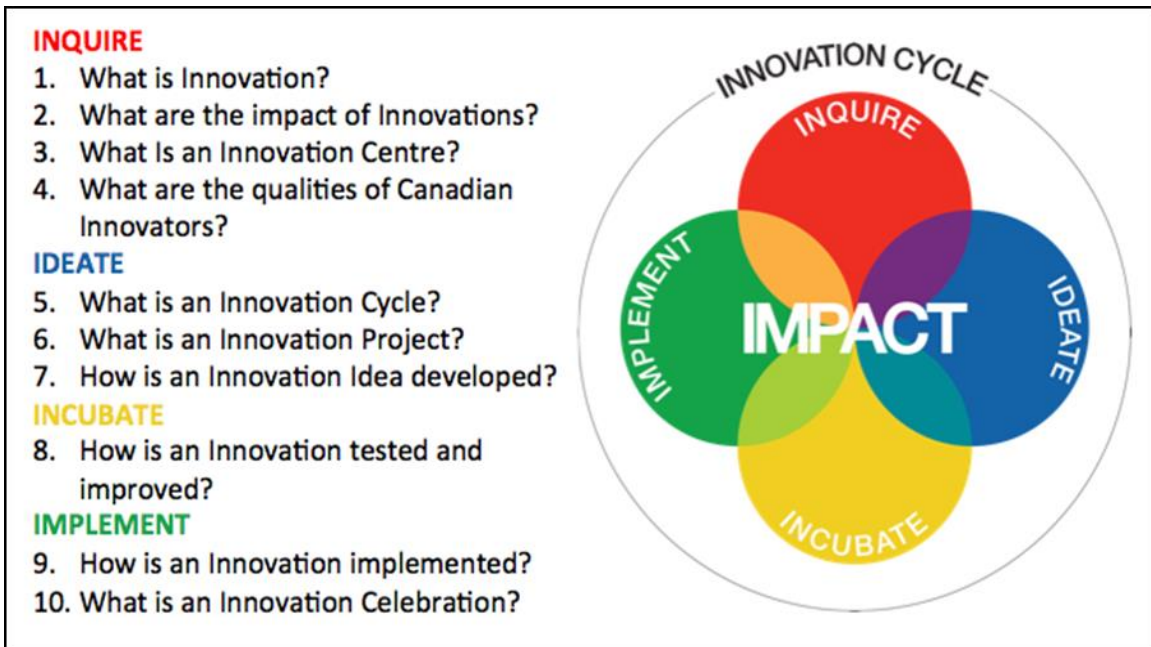 INQUIRE
1. What is Innovation?
2. What are the impact of Innovations?
3. What Is an Innovation Centre?
4. What are the qualities of Canadian
Innovators?
IDEATE
5. What is an Innovation Cycle?
6. What is an Innovation Project?
7. How is an Innovation Idea developed?
INCUBATE
8. How is an Innovation tested and
improved?
IMPLEMENT
9. How is an Innovation implemented?
10. What is an Innovation Celebration?
INNOVATION CYCLE
INQUIRE
IMPLEMENT
IMPACT
IDEATE
INCUBATE